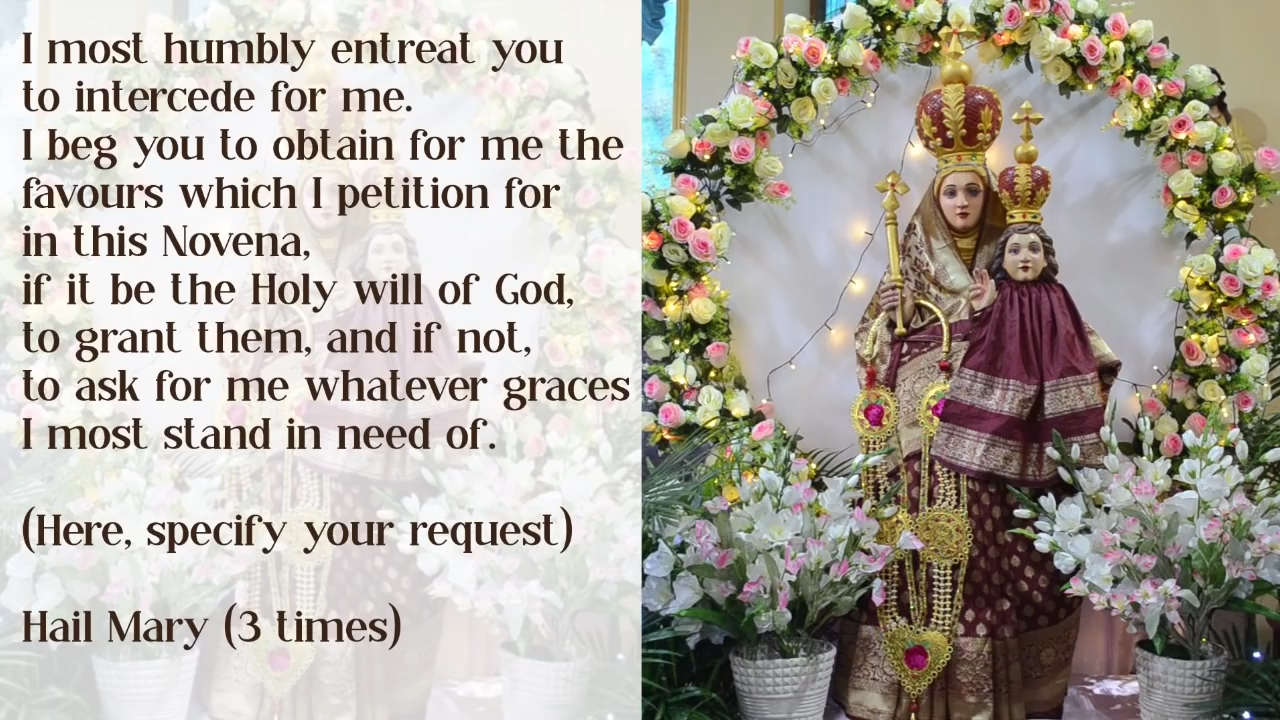 I most humbly entreat you
to intercede for me.
I beg you to obtain for me the
favours which I petition for
in this Novena,
if it be the Holy will of God,
to grant them, and if not,
to ask for me whatever graces
I most stand in need of.
(Here, specify your request)
Hail Mary (3 times)